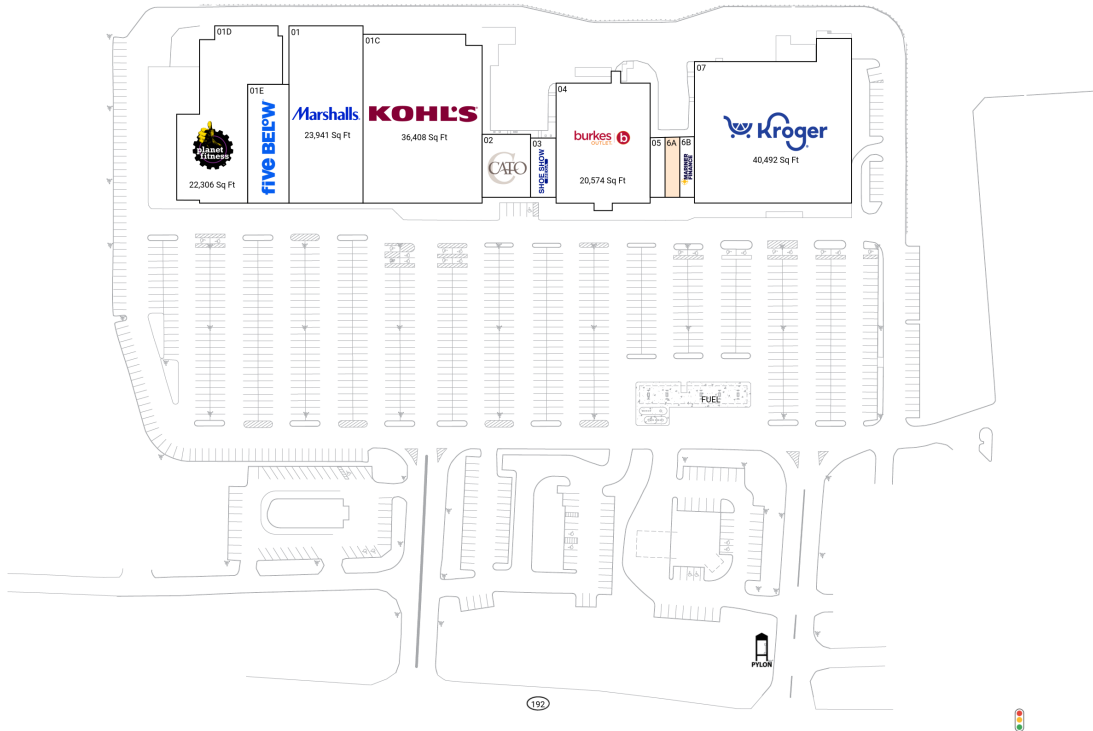 01D
01
01C
07
01E
04
five BEL°W
Marshalls.
KOHL'S
23,941 Sq Ft
36,408 Sq Ft
planet
fitness
22,306 Sq Ft
02
CATO
03
SHOE SHOW
burkes b
OUTLET
20,574 Sq Ft
05
6A
6B
MARINER
FINANCE
Kroger
40,492 Sq Ft
FUEL
PYLON
192